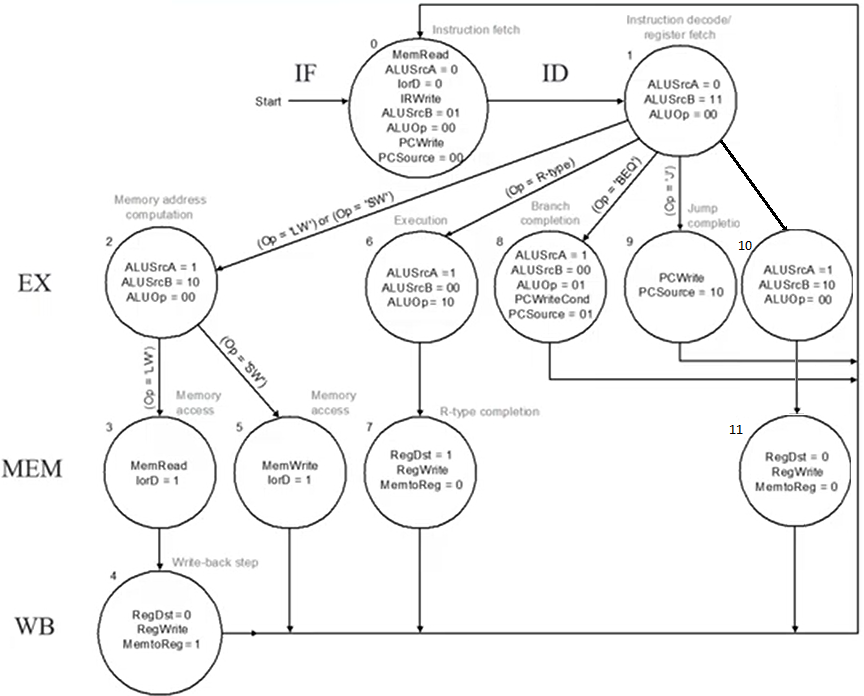 Instruction fetch
0
MemRead
ALUSrcA = 0
IorD = 0
IRWrite
ALUSrcB = 01
ALUOp = 00
PCWrite
PCSource = 00
IF
Start
ID
Instruction decode/
register fetch
1
ALUSrcA = 0
ALUSrcB = 11
ALUOp = 00
(Op = 'LW') or (Op = 'SW')
(Op = R-type)
(Op = 'BEQ')
(Op = 'J')
EX
Memory address
computation
2
ALUSrcA = 1
ALUSrcB = 10
ALUOp = 00
Execution
6
ALUSrcA =1
ALUSrcB = 00
ALUOp= 10
Branch
completion
8
ALUSrcA = 1
ALUSrcB = 00
ALUOp = 01
PCWriteCond
PCSource = 01
Jump
completio
9
PCWrite
PCSource = 10
10
ALUSrcA =1
ALUSrcB = 10
ALUOp = 00
(Op = 'LW')
(Op = 'SW')
MEM
Memory
access
3
MemRead
IorD = 1
Memory
access
5
MemWrite
IorD = 1
R-type completion
7
RegDst = 1
RegWrite
MemtoReg = 0
11
RegDst = 0
RegWrite
MemtoReg = 0
WB
Write-back step
4
RegDst=0
RegWrite
MemtoReg=1